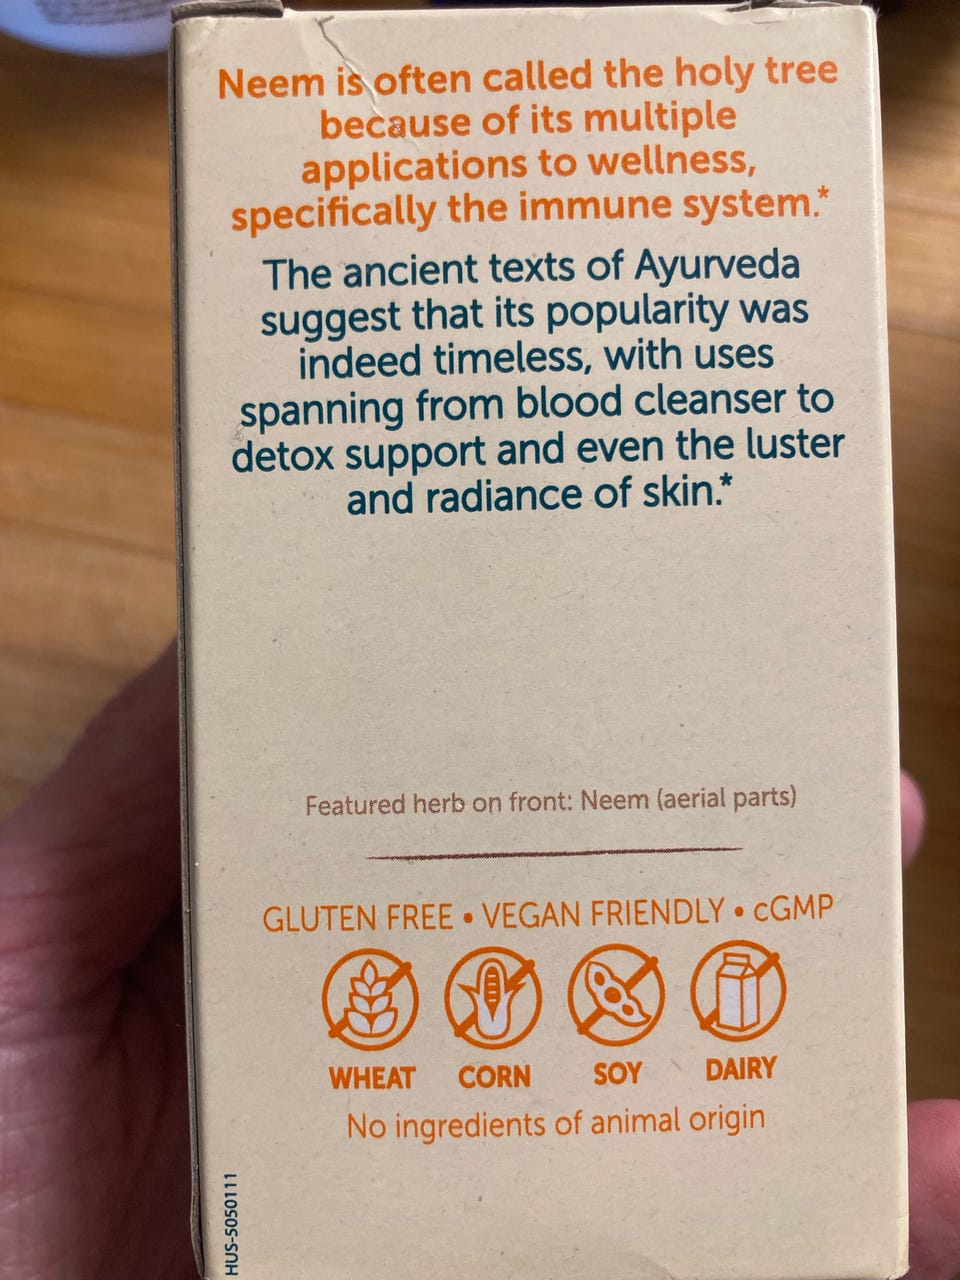 Neem is often called the holy tree
because of its multiple
applications to wellness,
specifically the immune system.*
The ancient texts of Ayurveda
suggest that its popularity was
indeed timeless, with uses
spanning from blood cleanser to
detox support and even the luster
and radiance of skin.*
Featured herb on front: Neem (aerial parts)
GLUTEN FREE • VEGAN FRIENDLY • cGMP
WHEAT CORN SOY DAIRY
No ingredients of animal origin
HUS-5050111